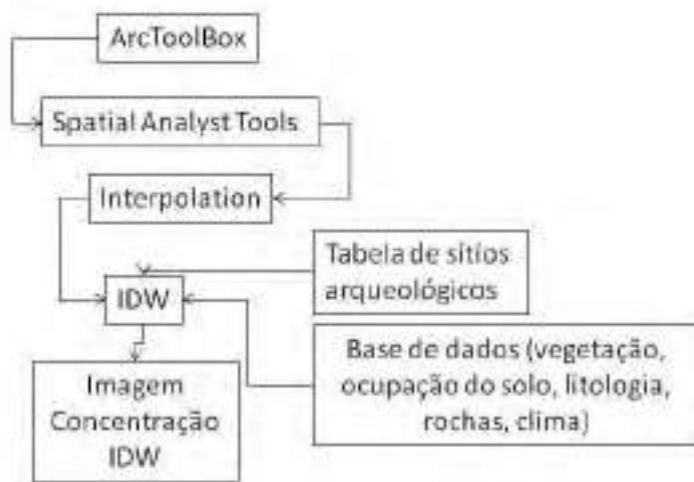 ArcToolBox
Spatial Analyst Tools
Interpolation
Tabela de sítios
arqueológicos
IDW
Base de dados (vegetação,
ocupação do solo, litologia,
rochas, clima)
Imagem
Concentração
IDW